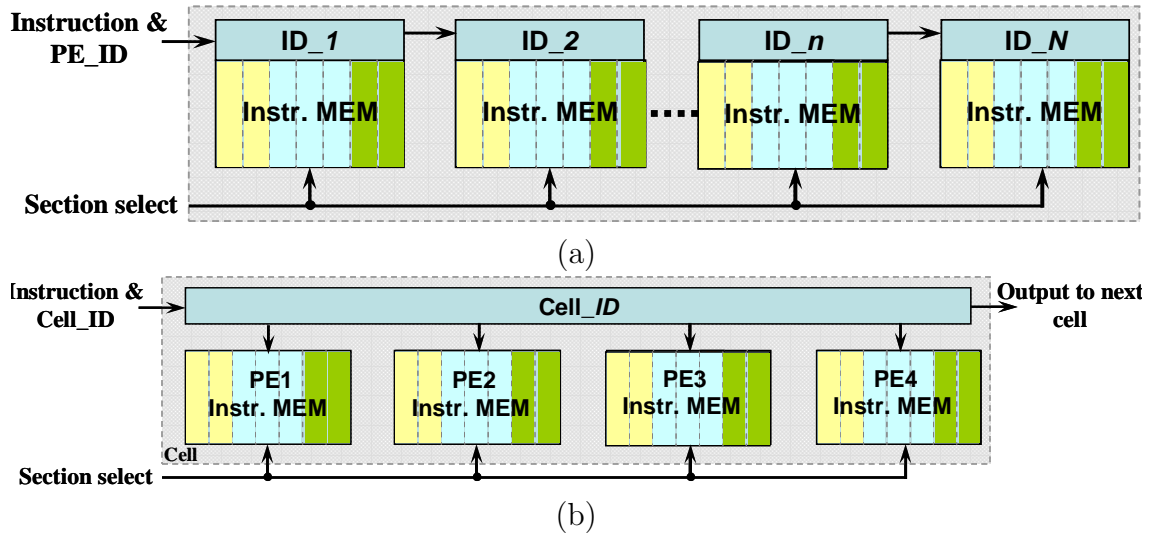 Instruction &
PE_ID
ID_1
ID_2
ID_n
ID_N
Instr. MEM
Instr. MEM
Instr. MEM
Instr. MEM
Section select
(a)
Instruction &
Cell_ID
Cell_ID
Output to next
cell
PE1
Instr. MEM
PE2
Instr. MEM
PE3
Instr. MEM
PE4
Instr. MEM
Cell
Section select
(b)